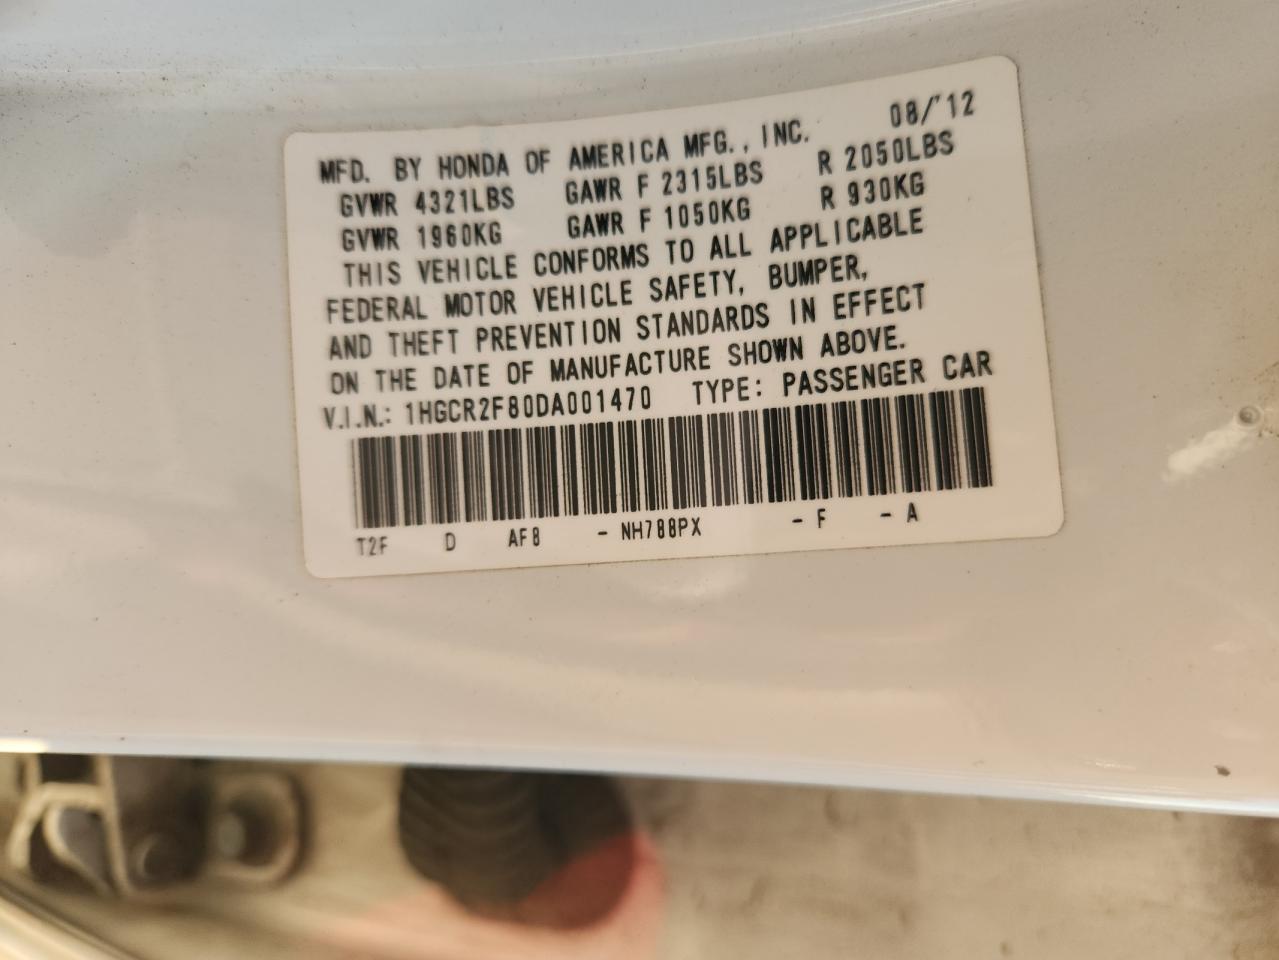 08/'12
MFD. BY HONDA OF AMERICA MFG., INC.
GVWR 4321LBS GAWR F 2315LBS R 2050LBS
GVWR 1960KG GAWR F 1050KG R 930KG
THIS VEHICLE CONFORMS TO ALL APPLICABLE
FEDERAL MOTOR VEHICLE SAFETY, BUMPER,
AND THEFT PREVENTION STANDARDS IN EFFECT
ON THE DATE OF MANUFACTURE SHOWN ABOVE.
V.I.N.: 1HGCR2F80DA001470 TYPE: PASSENGER CAR
T2F D AF8 - NH788PX - F - A